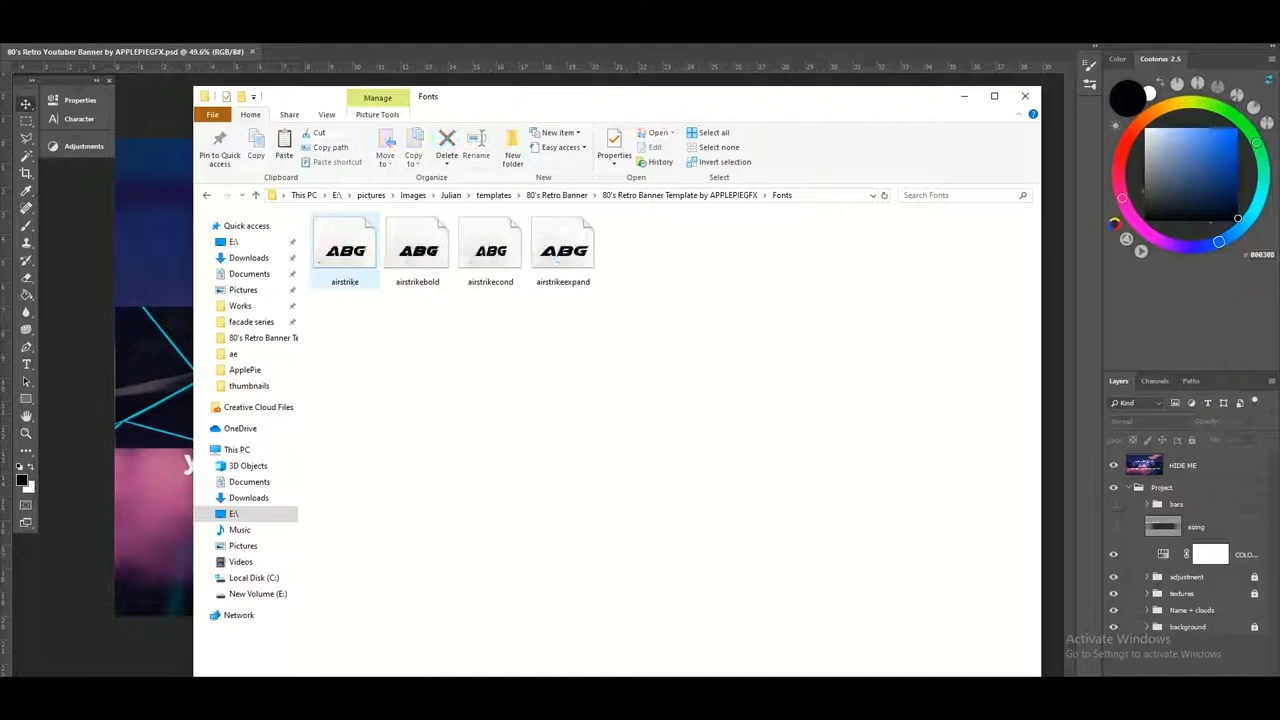 80's Retro Youtuber Banner by APPLEPIEGFX.psd @ 49.6% (RGB/8#) ×
Properties
Character
Adjustments
Manage
Fonts
File
Home
Share
View
Picture Tools
Pin to Quick access
Copy
Paste
Cut
Copy path
Paste shortcut
Clipboard
Move to
Copy to
Delete
Rename
Organize
New folder
New item
Easy access
New
Properties
Open
Edit
History
Open
Select all
Select none
Invert selection
Select
This PC > E:\ > pictures > Images > Julian > templates > 80's Retro Banner > 80's Retro Banner Template by APPLEPIEGFX > Fonts
Search Fonts
Quick access
E:\
Downloads
Documents
Pictures
Works
facade series
80's Retro Banner Te
ae
ApplePie
thumbnails
Creative Cloud Files
OneDrive
This PC
3D Objects
Documents
Downloads
E:\
Music
Pictures
Videos
Local Disk (C:)
New Volume (E:)
Network
ABG
airstrike
ABG
airstrikebold
ABG
airstrikecond
ABG
airstrikeexpand
y
Color
Coolorus 2.5
000308
Layers
Channels
Paths
Kind
Normal
Opacity:
Lock:
HIDE ME
Project
bars
sizing
COLO...
adjustment
textures
Name + clouds
background
Activate Windows
Go to Settings to activate Windows.